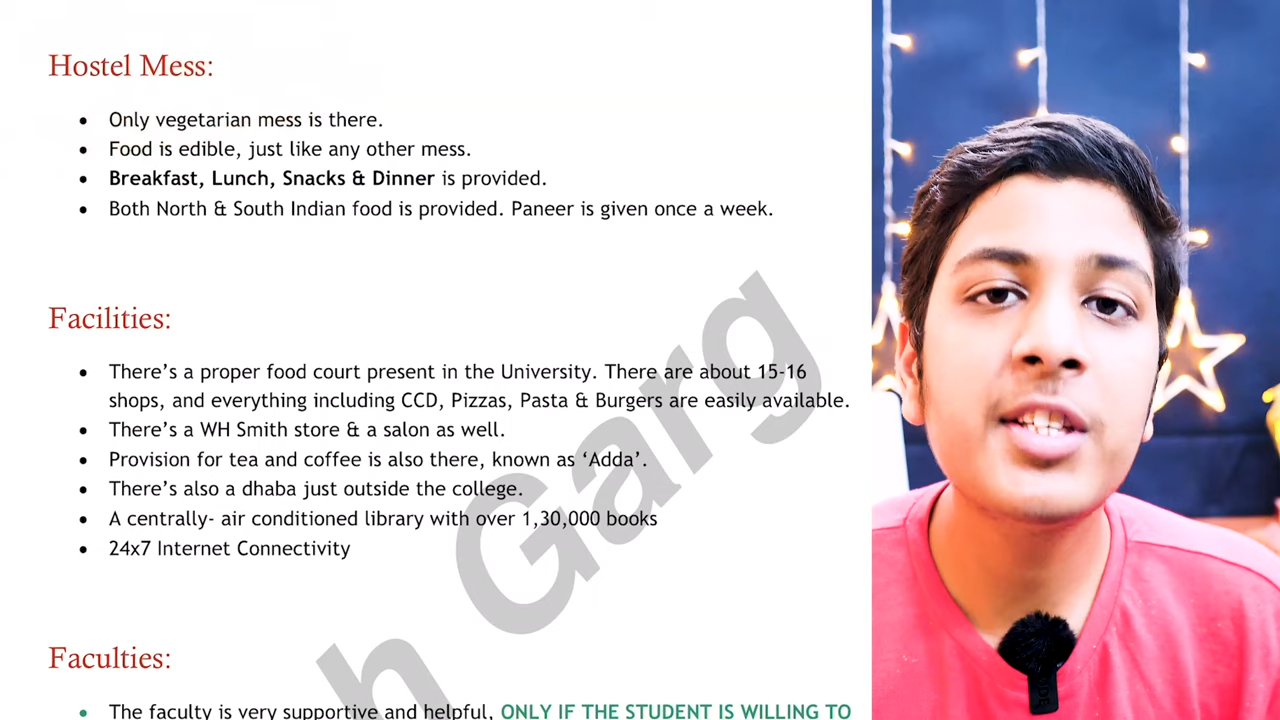 Hostel Mess:
• Only vegetarian mess is there.
• Food is edible, just like any other mess.
• Breakfast, Lunch, Snacks & Dinner is provided.
• Both North & South Indian food is provided. Paneer is given once a week.
Facilities:
• There’s a proper food court present in the University. There are about 15-16
shops, and everything including CCD, Pizzas, Pasta & Burgers are easily available.
• There’s a WH Smith store & a salon as well.
• Provision for tea and coffee is also there, known as ‘Adda’.
• There’s also a dhaba just outside the college.
• A centrally- air conditioned library with over 1,30,000 books
• 24x7 Internet Connectivity
Faculties:
• The faculty is very supportive and helpful, ONLY IF THE STUDENT IS WILLING TO
h Garg